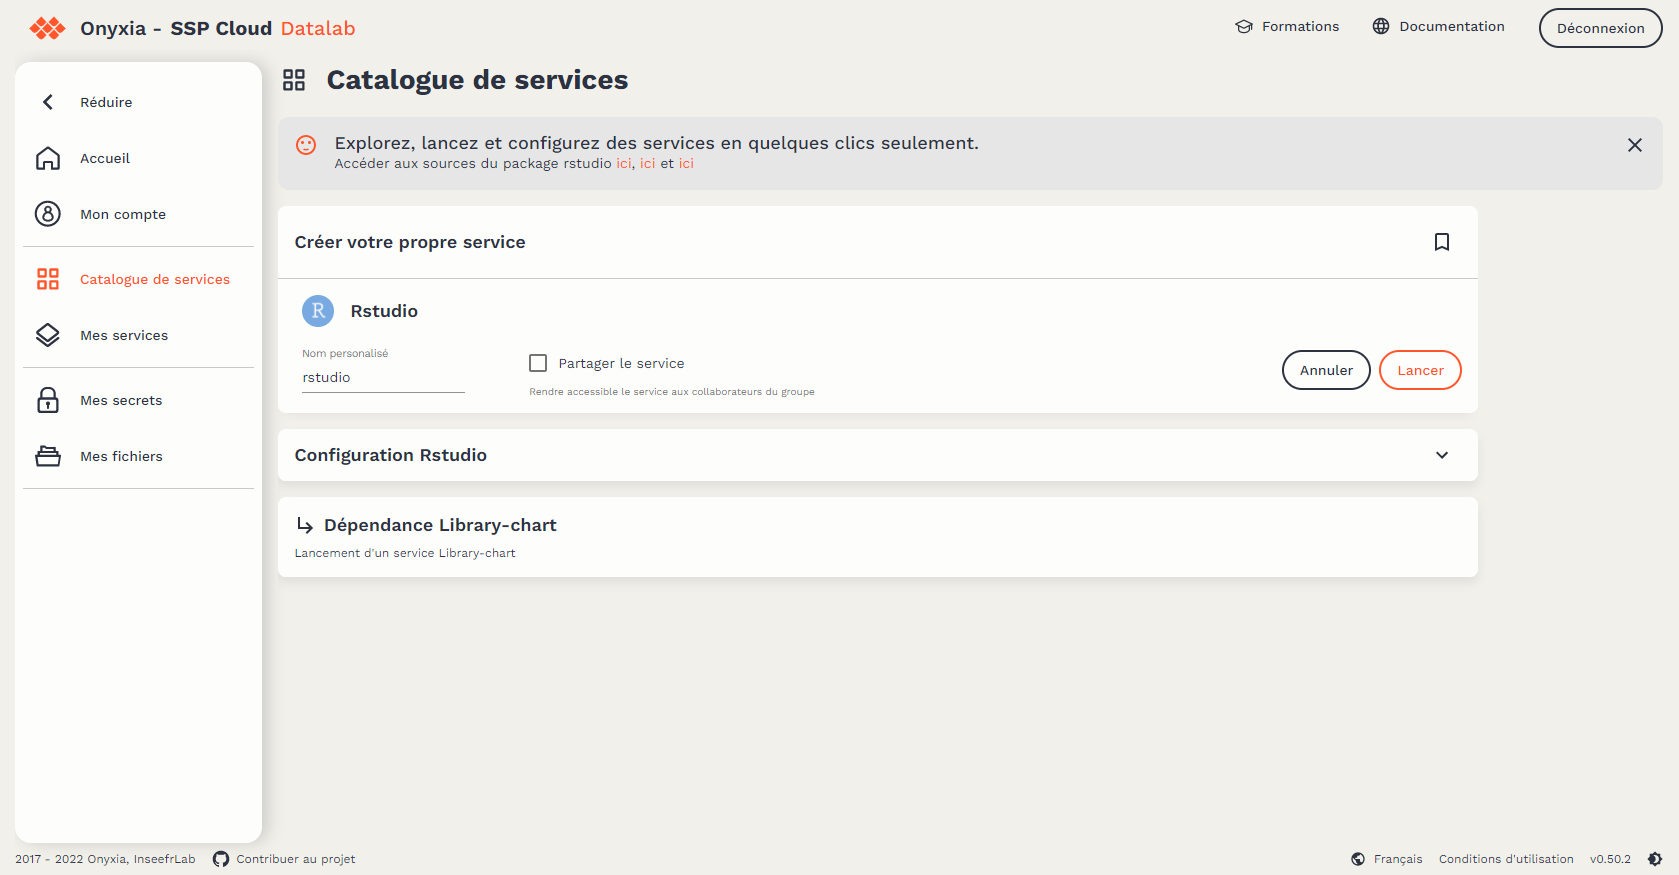 Onyxia - SSP Cloud Datalab
Formations
Documentation
Déconnexion
Réduire
Accueil
Mon compte
Catalogue de services
Mes services
Mes secrets
Mes fichiers
Catalogue de services
Explorez, lancez et configurez des services en quelques clics seulement.
Accéder aux sources du package rstudio ici, ici et ici
Créer votre propre service
R
Rstudio
Nom personalisé
rstudio
Partager le service
Rendre accessible le service aux collaborateurs du groupe
Annuler
Lancer
Configuration Rstudio
Dépendance Library-chart
Lancement d'un service Library-chart
2017 - 2022 Onyxia, InseefrLab
Contribuer au projet
Français
Conditions d'utilisation
v0.50.2